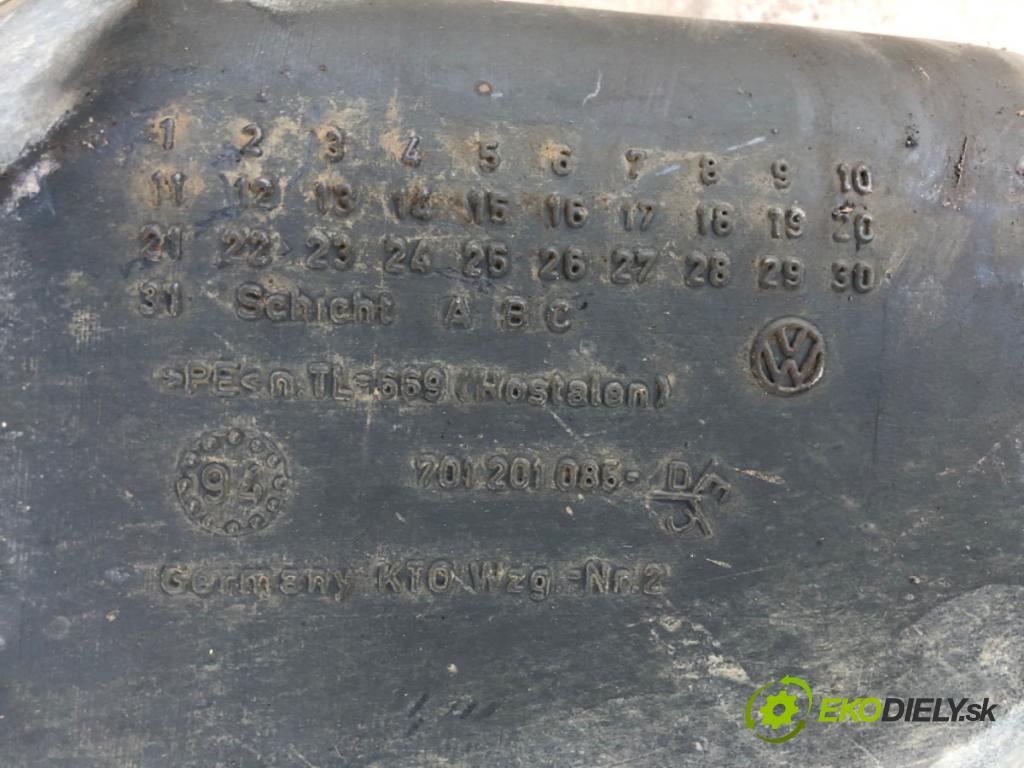 1 2 3 4 5 6 7 8 9 10
11 12 13 14 15 16 17 18 19 20
21 22 23 24 25 26 27 28 29 30
31 Schicht A B C
>PE< n. TL 669 (Hostalen)
94 701 201 085-
Germany KTO Wzg.-Nr.2
EKODIELY.sk